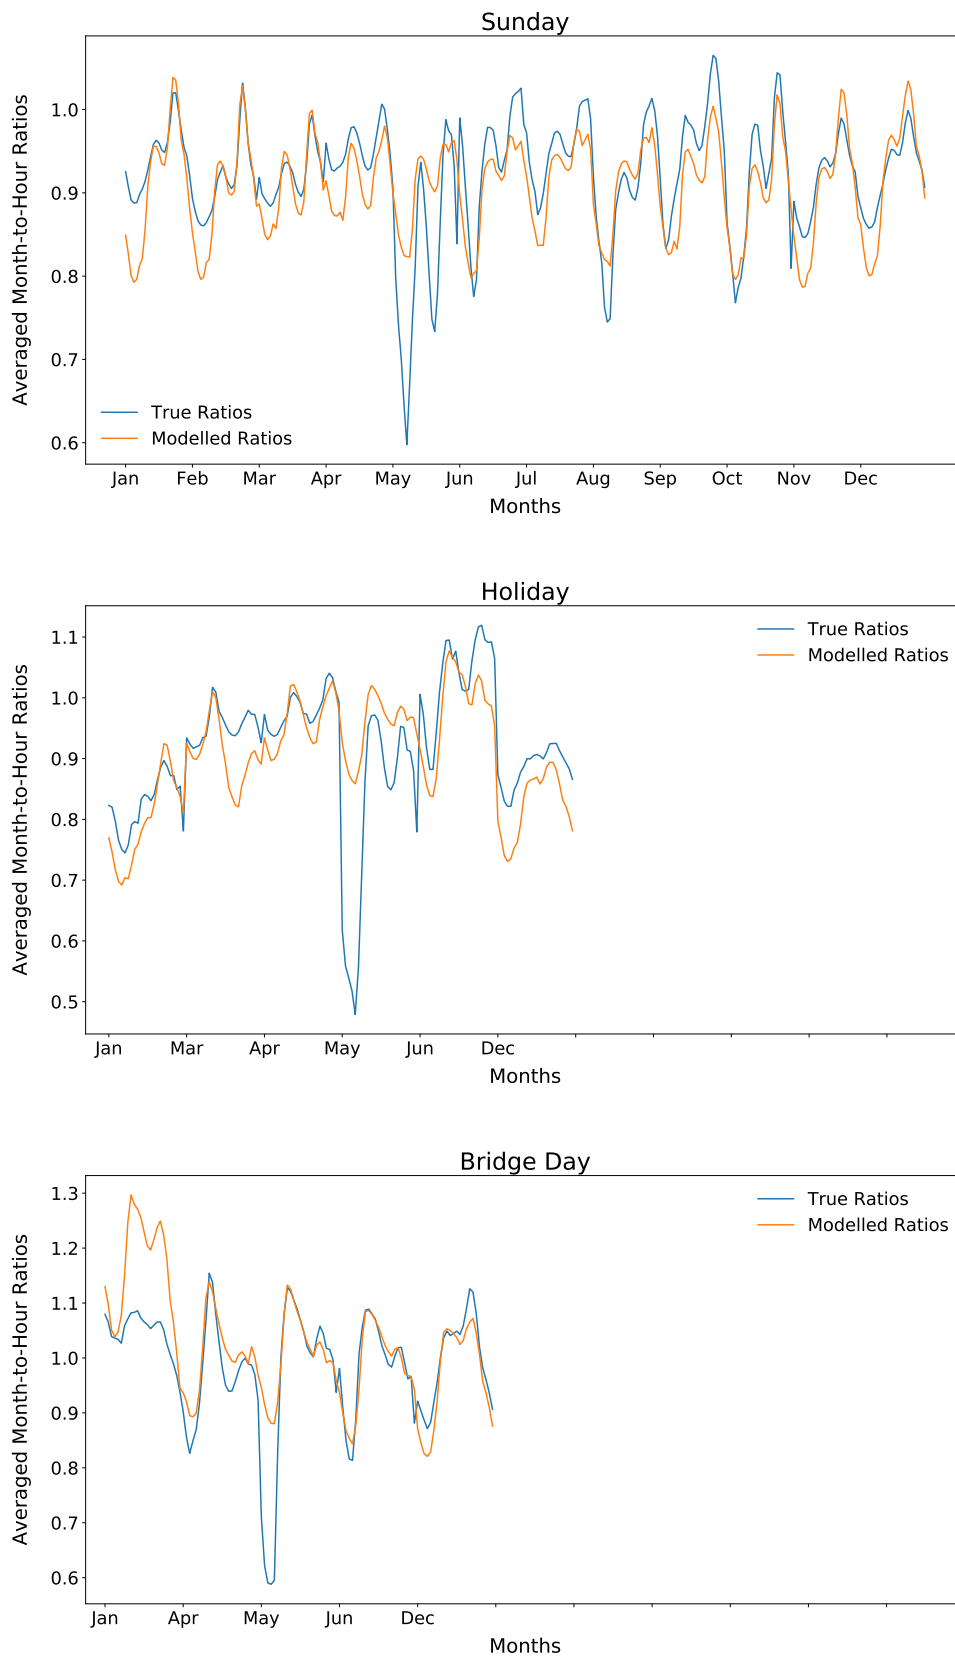 Sunday
Averaged Month-to-Hour Ratios
1.0
0.9
0.8
0.7
0.6
True Ratios
Modelled Ratios
Jan Feb Mar Apr May Jun Jul Aug Sep Oct Nov Dec
Months
Holiday
Averaged Month-to-Hour Ratios
1.1
1.0
0.9
0.8
0.7
0.6
0.5
True Ratios
Modelled Ratios
Jan Mar Apr May Jun Dec
Months
Bridge Day
Averaged Month-to-Hour Ratios
1.3
1.2
1.1
1.0
0.9
0.8
0.7
0.6
True Ratios
Modelled Ratios
Jan Apr May Jun Dec
Months